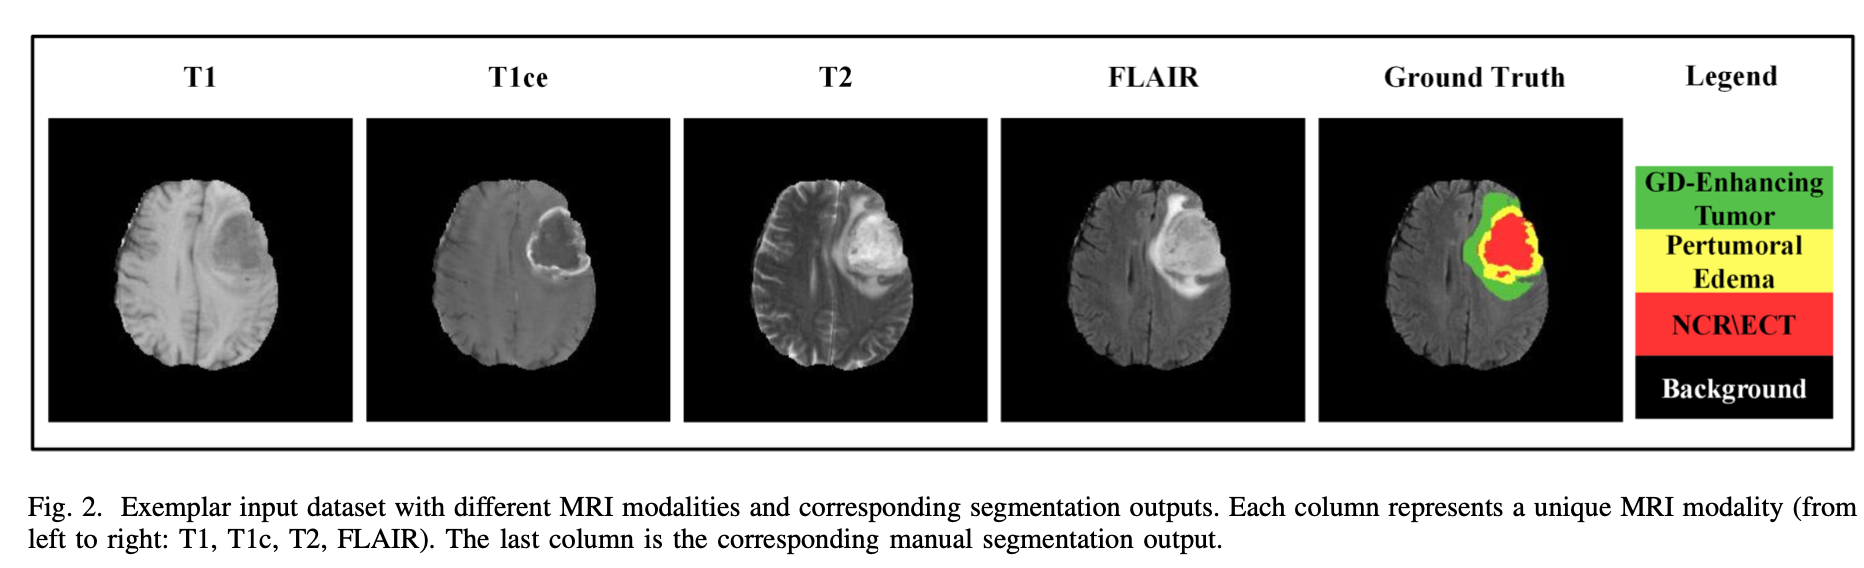 T1
T1ce
T2
FLAIR
Ground Truth
Legend
GD-Enhancing
Tumor
Pertumoral
Edema
NCR\ECT
Background
Fig. 2. Exemplar input dataset with different MRI modalities and corresponding segmentation outputs. Each column represents a unique MRI modality (from
left to right: T1, T1c, T2, FLAIR). The last column is the corresponding manual segmentation output.